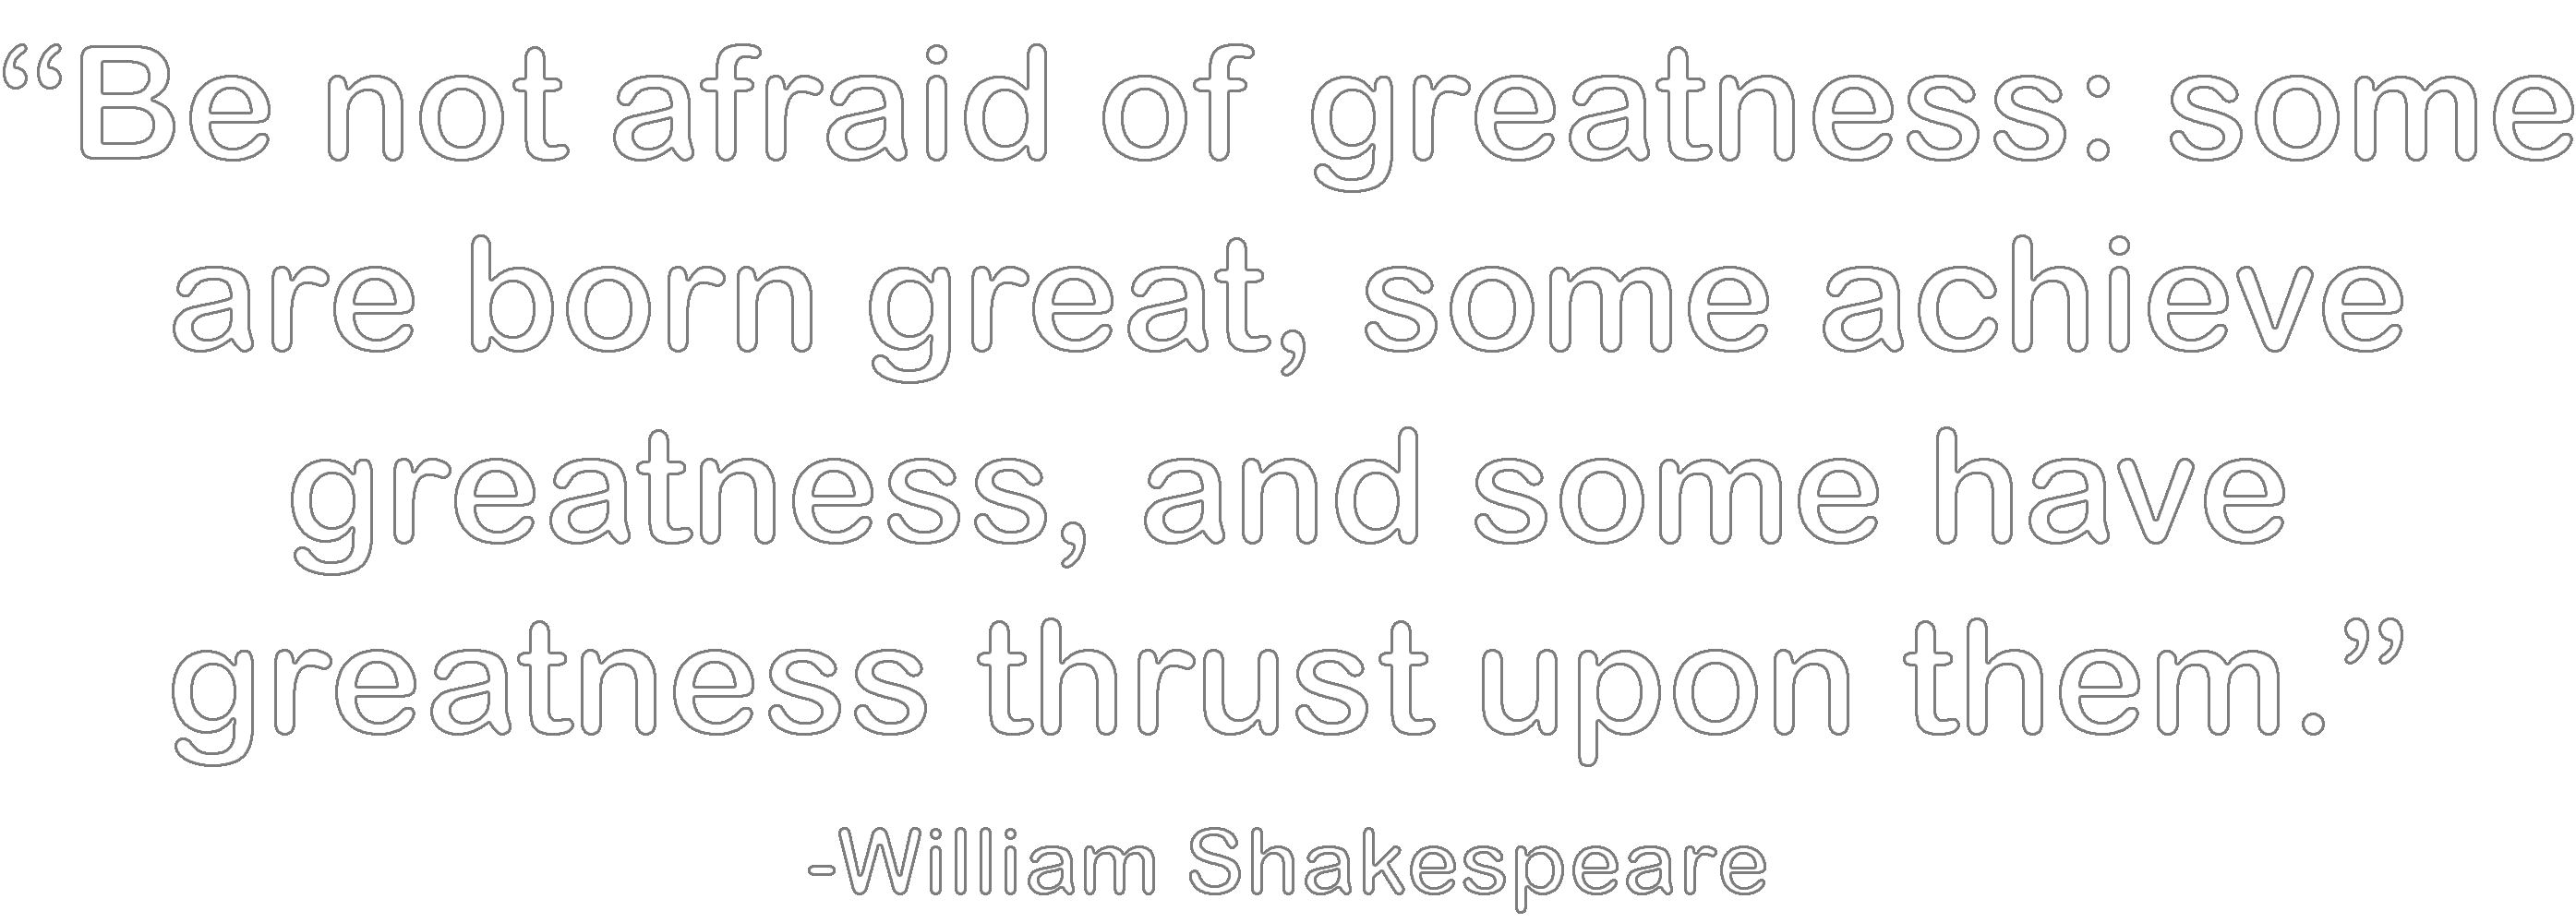 “Be not afraid of greatness: some
are born great, some achieve
greatness, and some have
greatness thrust upon them.”
-William Shakespeare